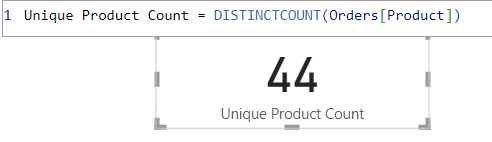 1 Unique Product Count = DISTINCTCOUNT(Orders[Product])
44
Unique Product Count